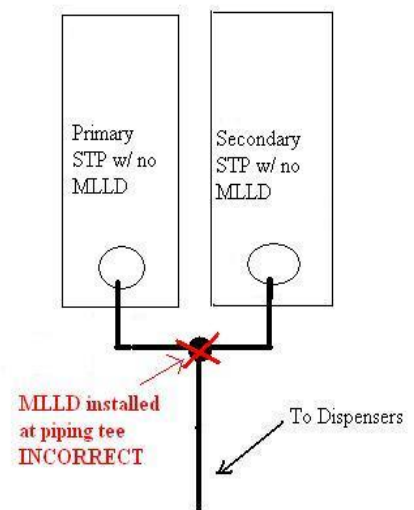 Primary
STP w/ no
MLLD
Secondary
STP w/ no
MLLD
MLLD installed
at piping tee
INCORRECT
To Dispensers